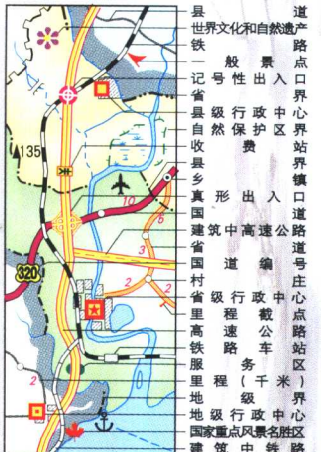 县道
世界文化和自然遗产
铁路
一般景点
记号性出入口
省界
县级行政中心
自然保护区界
收费站
县界
乡镇
真形出入口
国道
建筑中高速公路
省道
国道编号
村庄
省级行政中心
里程截点
高速公路
铁路车站
服务区
里程(千米)
地级界
地级行政中心
国家重点风景名胜区
建筑中铁路
135
10
6
3
2
2
1
320
2
2